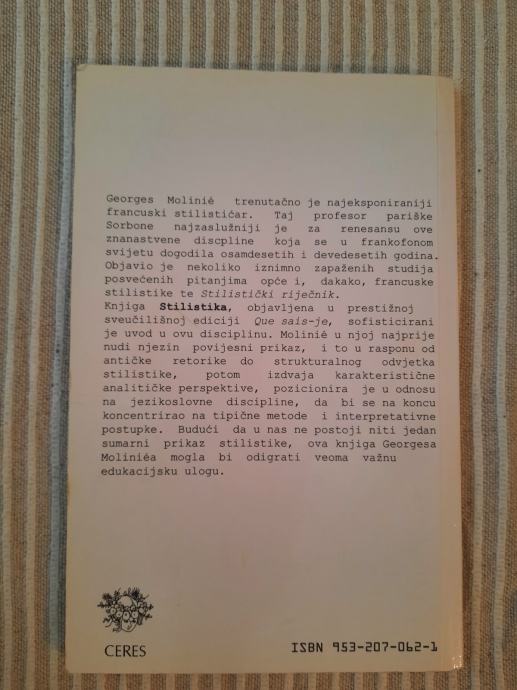 Georges Molinié trenutačno je najeksponiraniji
francuski stilističar. Taj profesor pariške
Sorbone najzaslužniji je za renesansu ove
znanastvene discpline koja se u frankofonom
svijetu dogodila osamdesetih i devedesetih godina.
Objavio je nekoliko iznimno zapaženih studija
posvećenih pitanjima opće i, dakako, francuske
stilistike te Stilistički riječnik.
Knjiga Stilistika, objavljena u prestižnoj
sveučilišnoj ediciji Que sais-je, sofisticirani
je uvod u ovu disciplinu. Molinié u njoj najprije
nudi njezin povijesni prikaz, i to u rasponu od
antičke retorike do strukturalnog odvjetka
stilistike, potom izdvaja karakteristične
analitičke perspektive, pozicionira je u odnosu
na jezikoslovne discipline, da bi se na koncu
koncentrirao na tipične metode i interpretativne
postupke. Budući da u nas ne postoji niti jedan
sumarni prikaz stilistike, ova knjiga Georgesa
Moliniéa mogla bi odigrati veoma važnu
edukacijsku ulogu.
CERES
ISBN 953-207-062-1